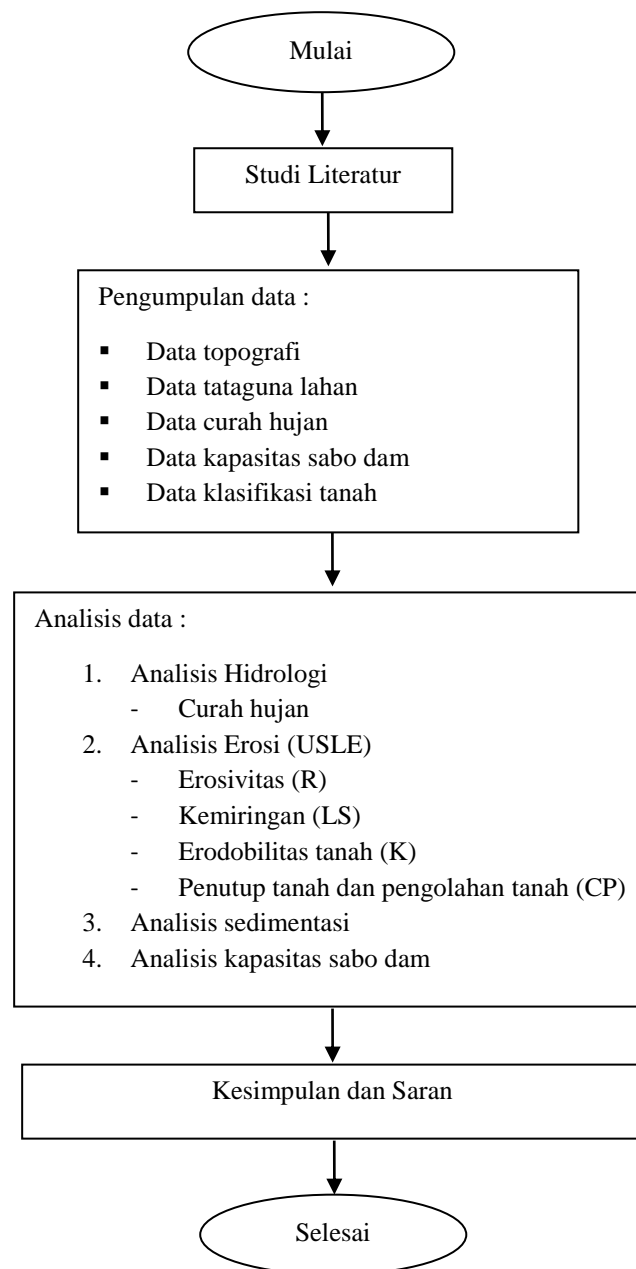 Mulai
Studi Literatur
Pengumpulan data :
▪ Data topografi
▪ Data tataguna lahan
▪ Data curah hujan
▪ Data kapasitas sabo dam
▪ Data klasifikasi tanah
Analisis data :
1. Analisis Hidrologi
- Curah hujan
2. Analisis Erosi (USLE)
- Erosivitas (R)
- Kemiringan (LS)
- Erodobilitas tanah (K)
- Penutup tanah dan pengolahan tanah (CP)
3. Analisis sedimentasi
4. Analisis kapasitas sabo dam
Kesimpulan dan Saran
Selesai